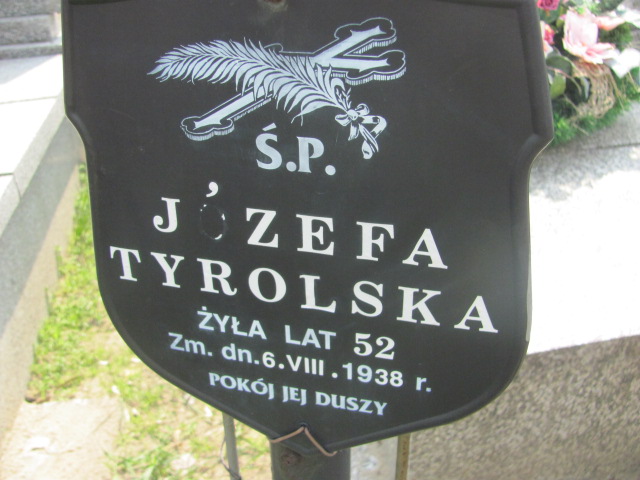 Ś.P.
JÓZEFA
TYROLSKA
ŻYŁA LAT 52
Zm. dn. 6. VIII. 1938 r.
POKÓJ JEJ DUSZY